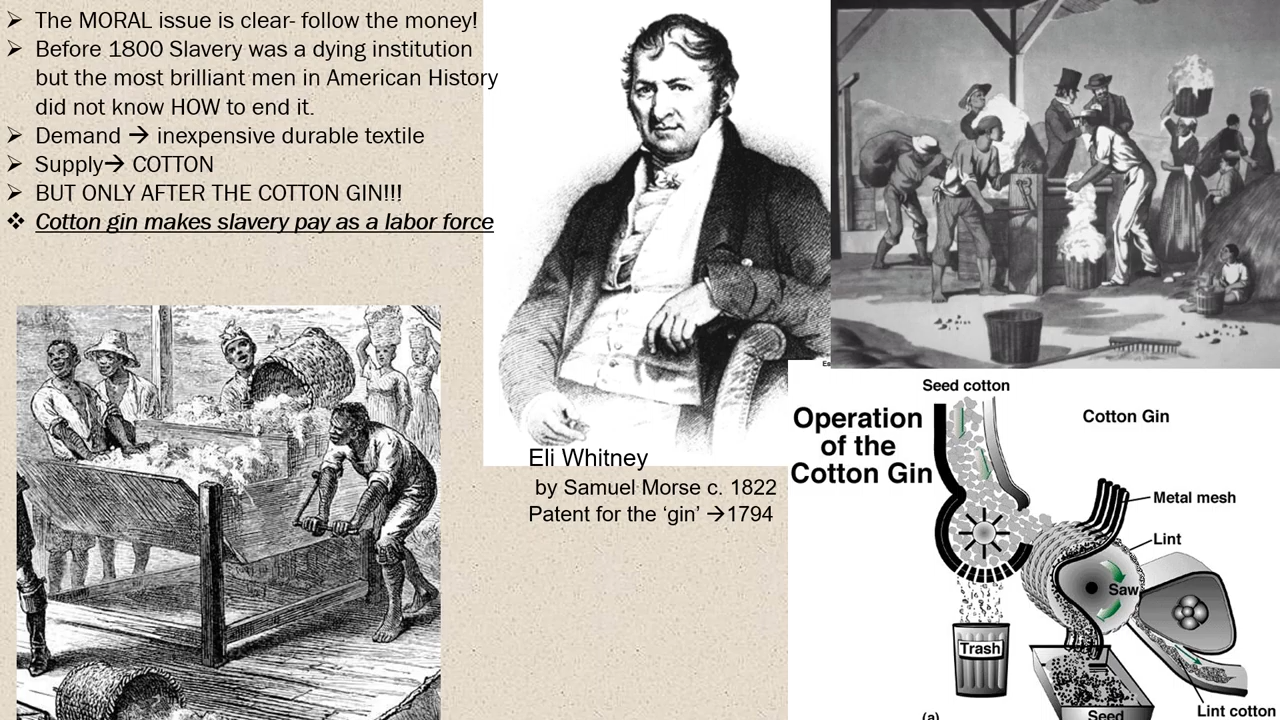 ➢ The MORAL issue is clear- follow the money!
➢ Before 1800 Slavery was a dying institution
but the most brilliant men in American History
did not know HOW to end it.
➢ Demand → inexpensive durable textile
➢ Supply→ COTTON
➢ BUT ONLY AFTER THE COTTON GIN!!!
❖ Cotton gin makes slavery pay as a labor force
Eli Whitney
by Samuel Morse c. 1822
Patent for the ‘gin’ →1794
Operation
of the
Cotton Gin
Seed cotton
Cotton Gin
Metal mesh
Lint
Saw
Trash
Seed
Lint cotton
(a)